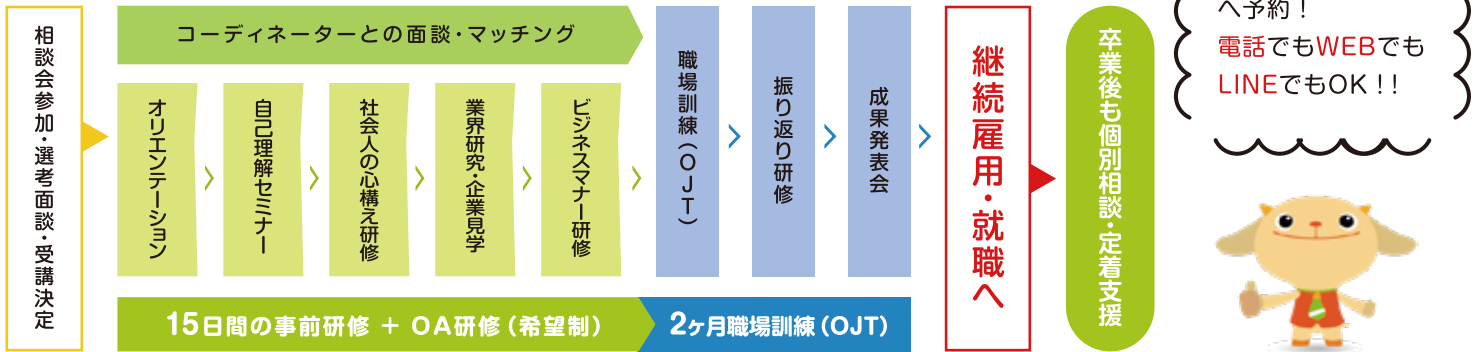 相談会参加・選考面談・受講決定
コーディネーターとの面談・マッチング
オリエンテーション
自己理解セミナー
社会人の心構え研修
業界研究・企業見学
ビジネスマナー研修
15日間の事前研修 + OA研修（希望制）
職場訓練（OJT）
振り返り研修
成果発表会
2ヶ月職場訓練（OJT）
継続雇用・就職へ
卒業後も個別相談・定着支援
へ予約！
電話でもWEBでも
LINEでもOK！！